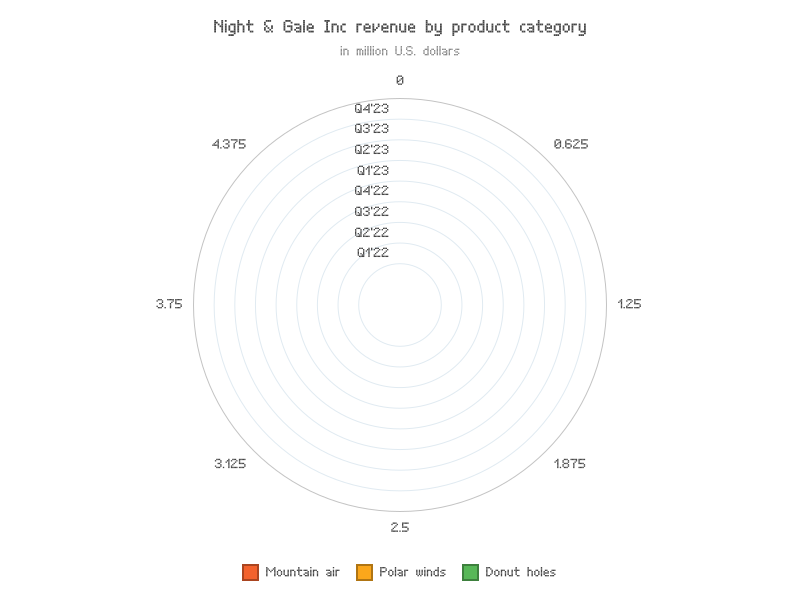 Night & Gale Inc revenue by product category
in million U.S. dollars
0
Q4'23
Q3'23
4.375
0.625
Q2'23
Q1'23
Q4'22
Q3'22
Q2'22
Q1'22
3.75
1.25
3.125
1.875
2.5
Mountain air Polar winds Donut holes